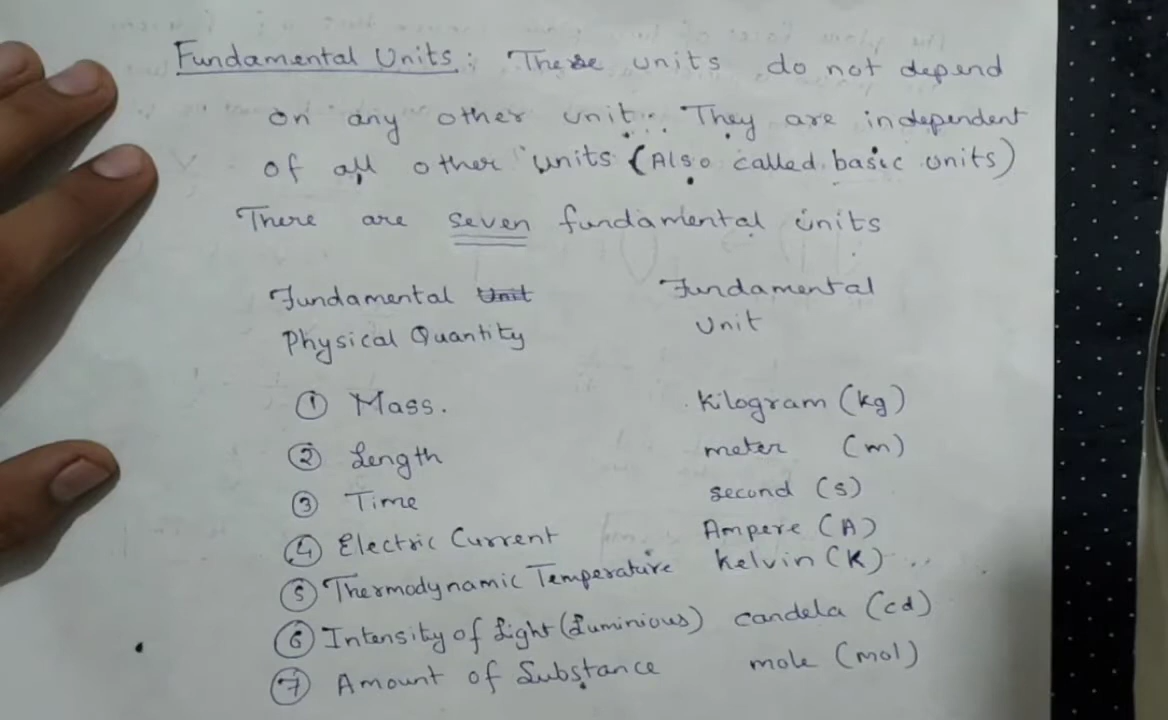 Fundamental Units: These units do not depend
on any other unit. They are independent
of all other units (Also called basic units)
There are seven fundamental units
Fundamental Unit Fundamental
Physical Quantity Unit
① Mass. Kilogram (kg)
② Length meter (m)
③ Time second (s)
④ Electric Current Ampere (A)
⑤ Thermodynamic Temperature Kelvin (K)
⑥ Intensity of Light (Luminious) candela (cd)
⑦ Amount of Substance mole (mol)